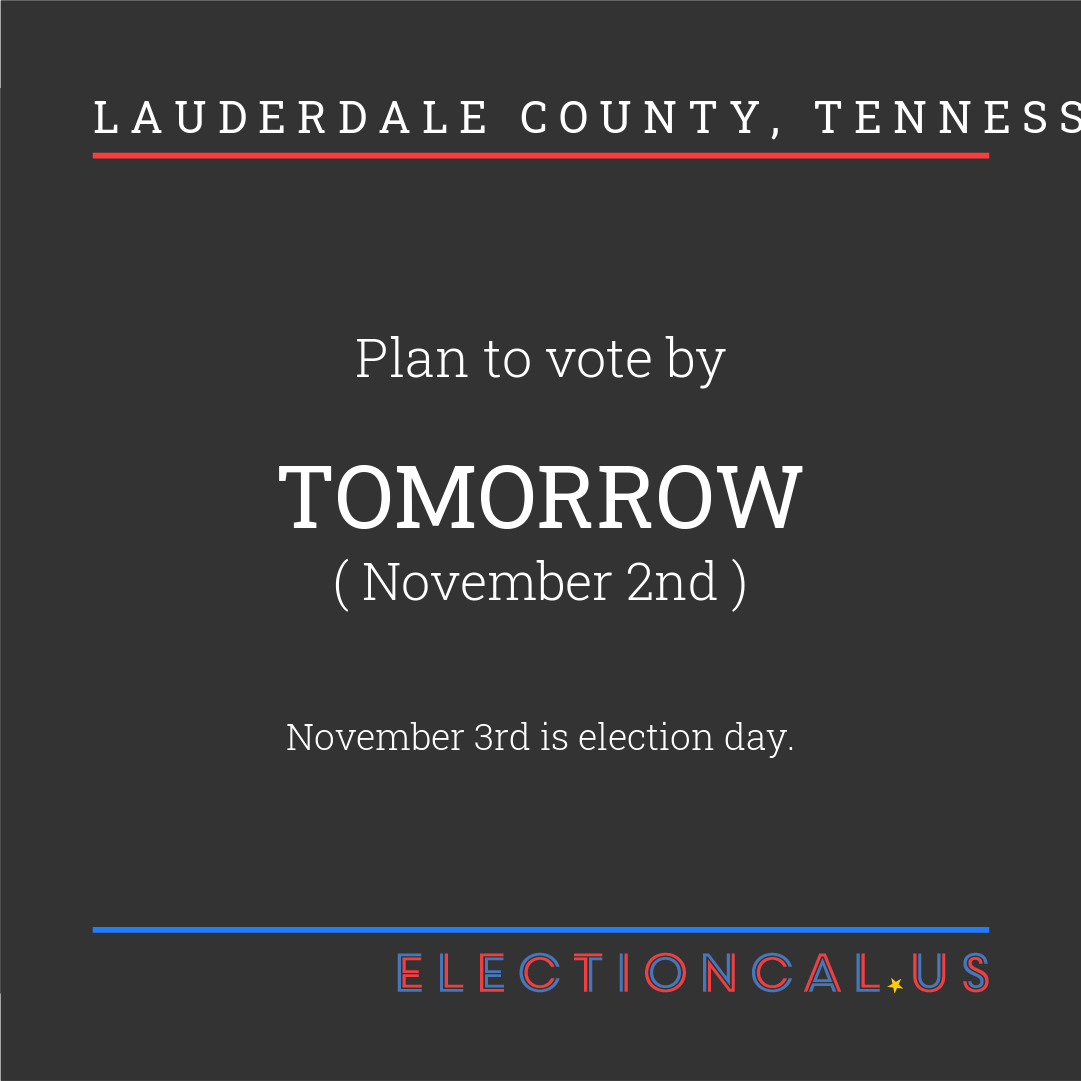 LAUDERDALE COUNTY, TENNESS
Plan to vote by
TOMORROW
( November 2nd )
November 3rd is election day.
ELECTIONCAL.US